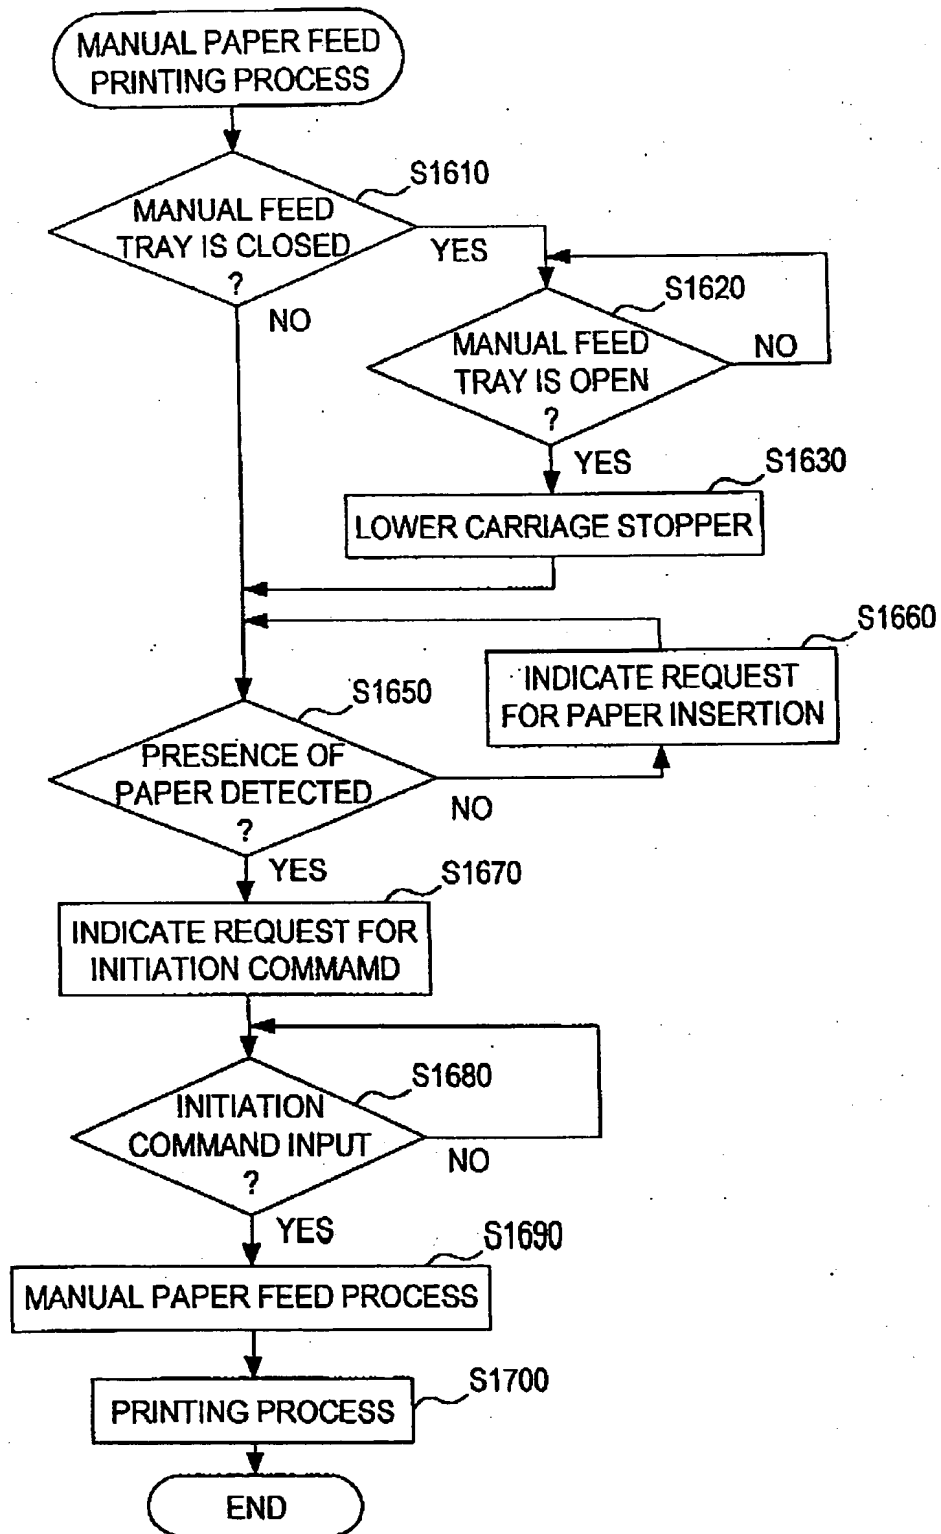 MANUAL PAPER FEED
PRINTING PROCESS
S1610
MANUAL FEED
TRAY IS CLOSED
?
YES
NO
S1620
MANUAL FEED
TRAY IS OPEN
?
NO
YES
S1630
LOWER CARRIAGE STOPPER
S1660
INDICATE REQUEST
FOR PAPER INSERTION
S1650
PRESENCE OF
PAPER DETECTED
?
NO
YES
S1670
INDICATE REQUEST FOR
INITIATION COMMAMD
S1680
INITIATION
COMMAND INPUT
?
NO
YES
S1690
MANUAL PAPER FEED PROCESS
S1700
PRINTING PROCESS
END